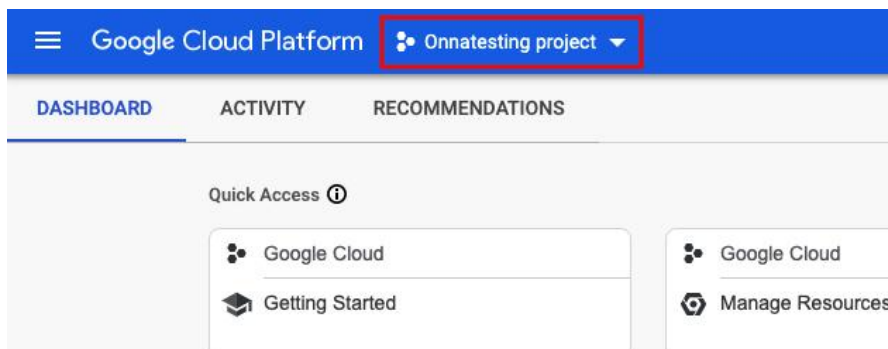 Google Cloud Platform Onnatesting project
DASHBOARD ACTIVITY RECOMMENDATIONS
Quick Access
Google Cloud Google Cloud
Getting Started Manage Resources